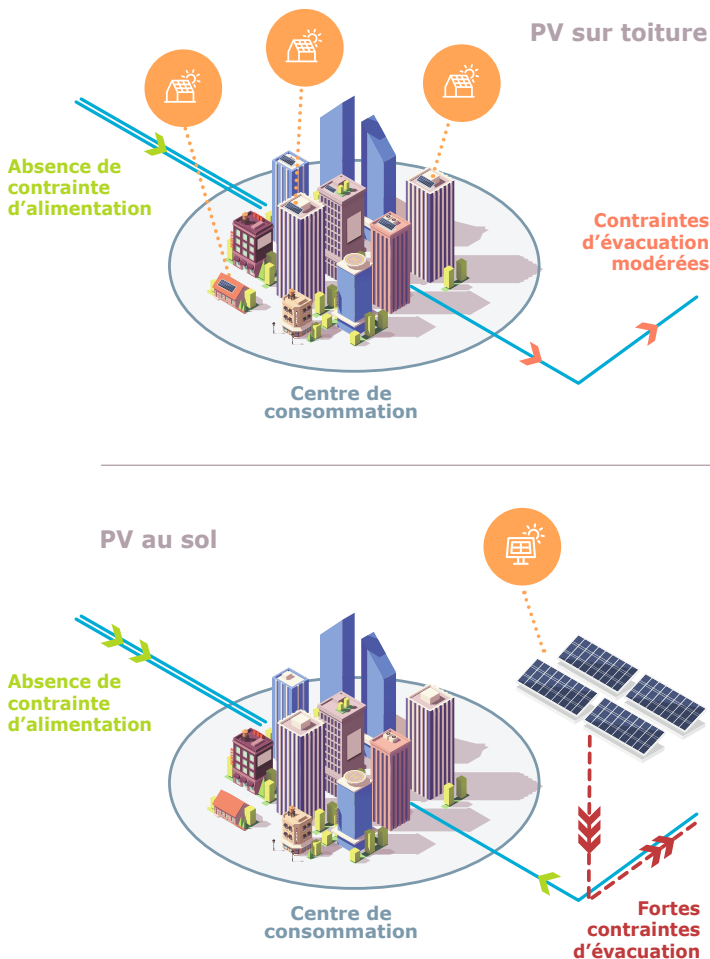 PV sur toiture
Absence de
contrainte
d’alimentation
Contraintes
d’évacuation
modérées
Centre de
consommation
PV au sol
Absence de
contrainte
d’alimentation
Centre de
consommation
Fortes
contraintes
d’évacuation